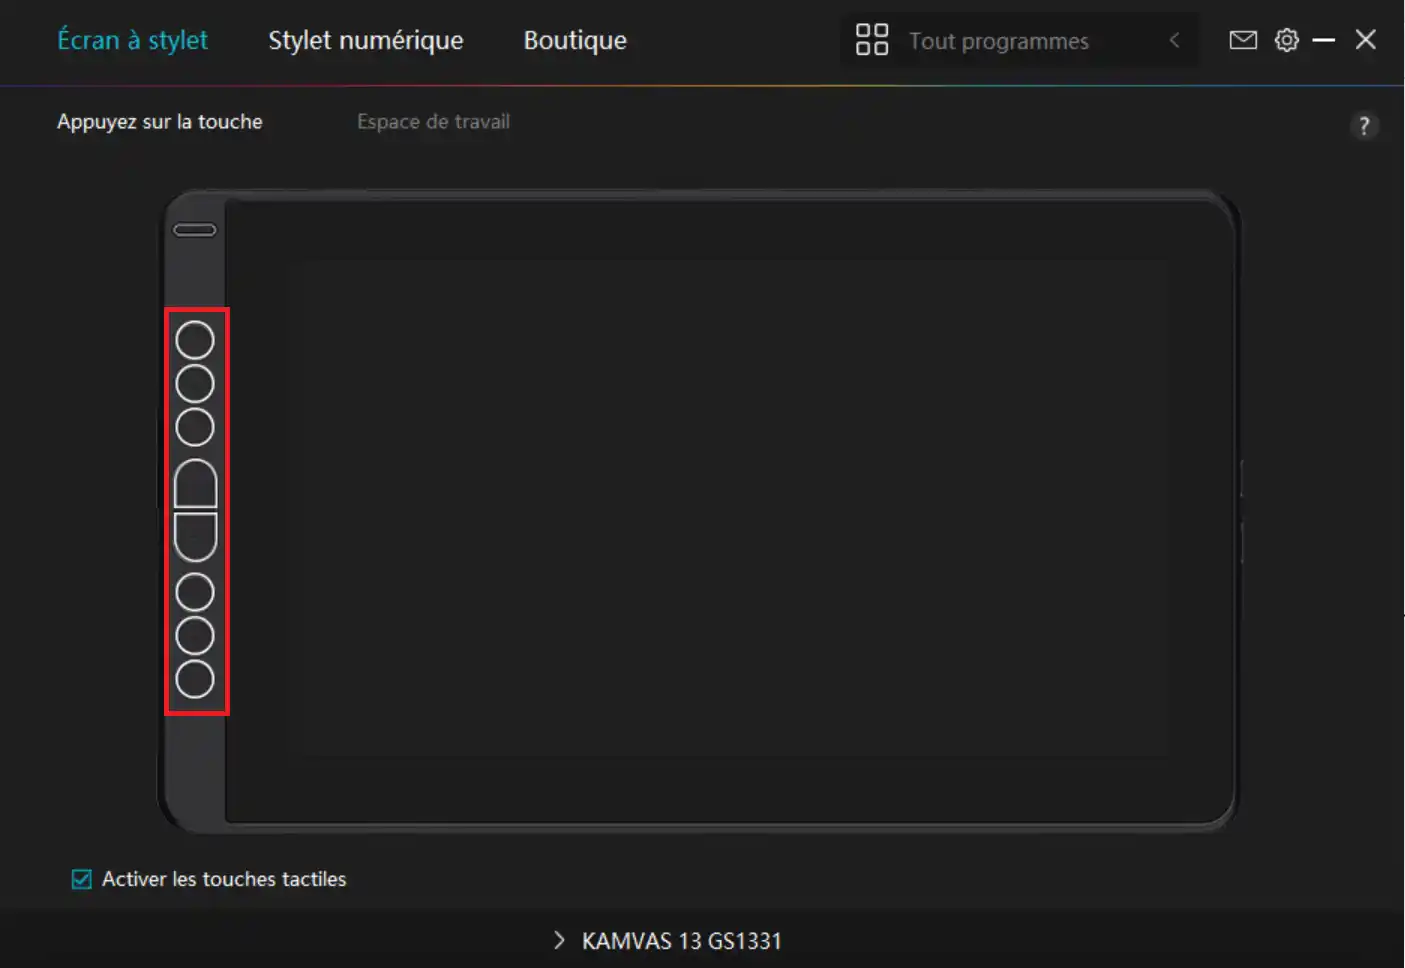 Écran à stylet
Stylet numérique
Boutique
Tout programmes
Appuyez sur la touche
Espace de travail
?
Activer les touches tactiles
KAMVAS 13 GS1331